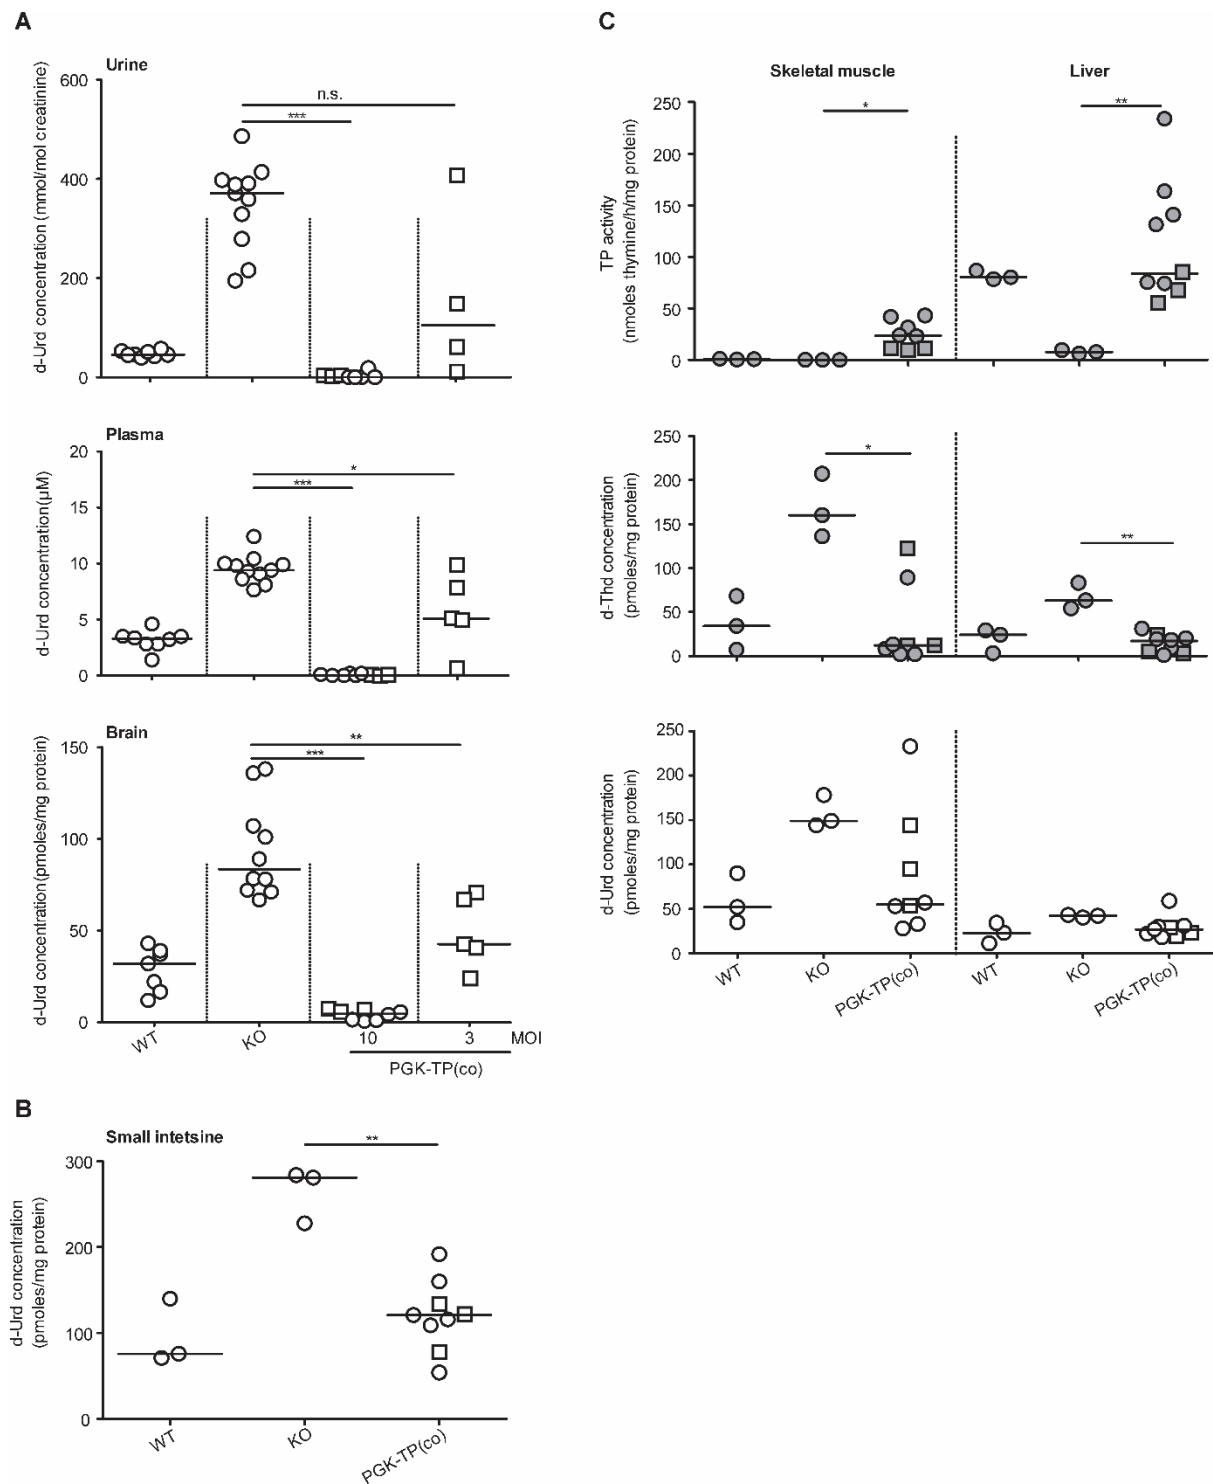 A
Urine
d-Urd concentration (mmol/mol creatinine)
600
400
200
0
n.s.
***
Plasma
d-Urd concentration(µM)
20
15
10
5
0
*
***
Brain
d-Urd concentration(pmoles/mg protein)
150
100
50
0
**
***
WT
KO
10
3
MOI
PGK-TP(co)
B
Small intetsine
d-Urd concentration
(pmoles/mg protein)
300
200
100
0
**
WT
KO
PGK-TP(co)
C
Skeletal muscle
Liver
TP activity
(nmoles thymine/h/mg protein)
250
200
150
100
50
0
*
**
d-Thd concentration
(pmoles/mg protein)
250
200
150
100
50
0
*
**
d-Urd concentration
(pmoles/mg protein)
250
200
150
100
50
0
WT
KO
PGK-TP(co)
WT
KO
PGK-TP(co)